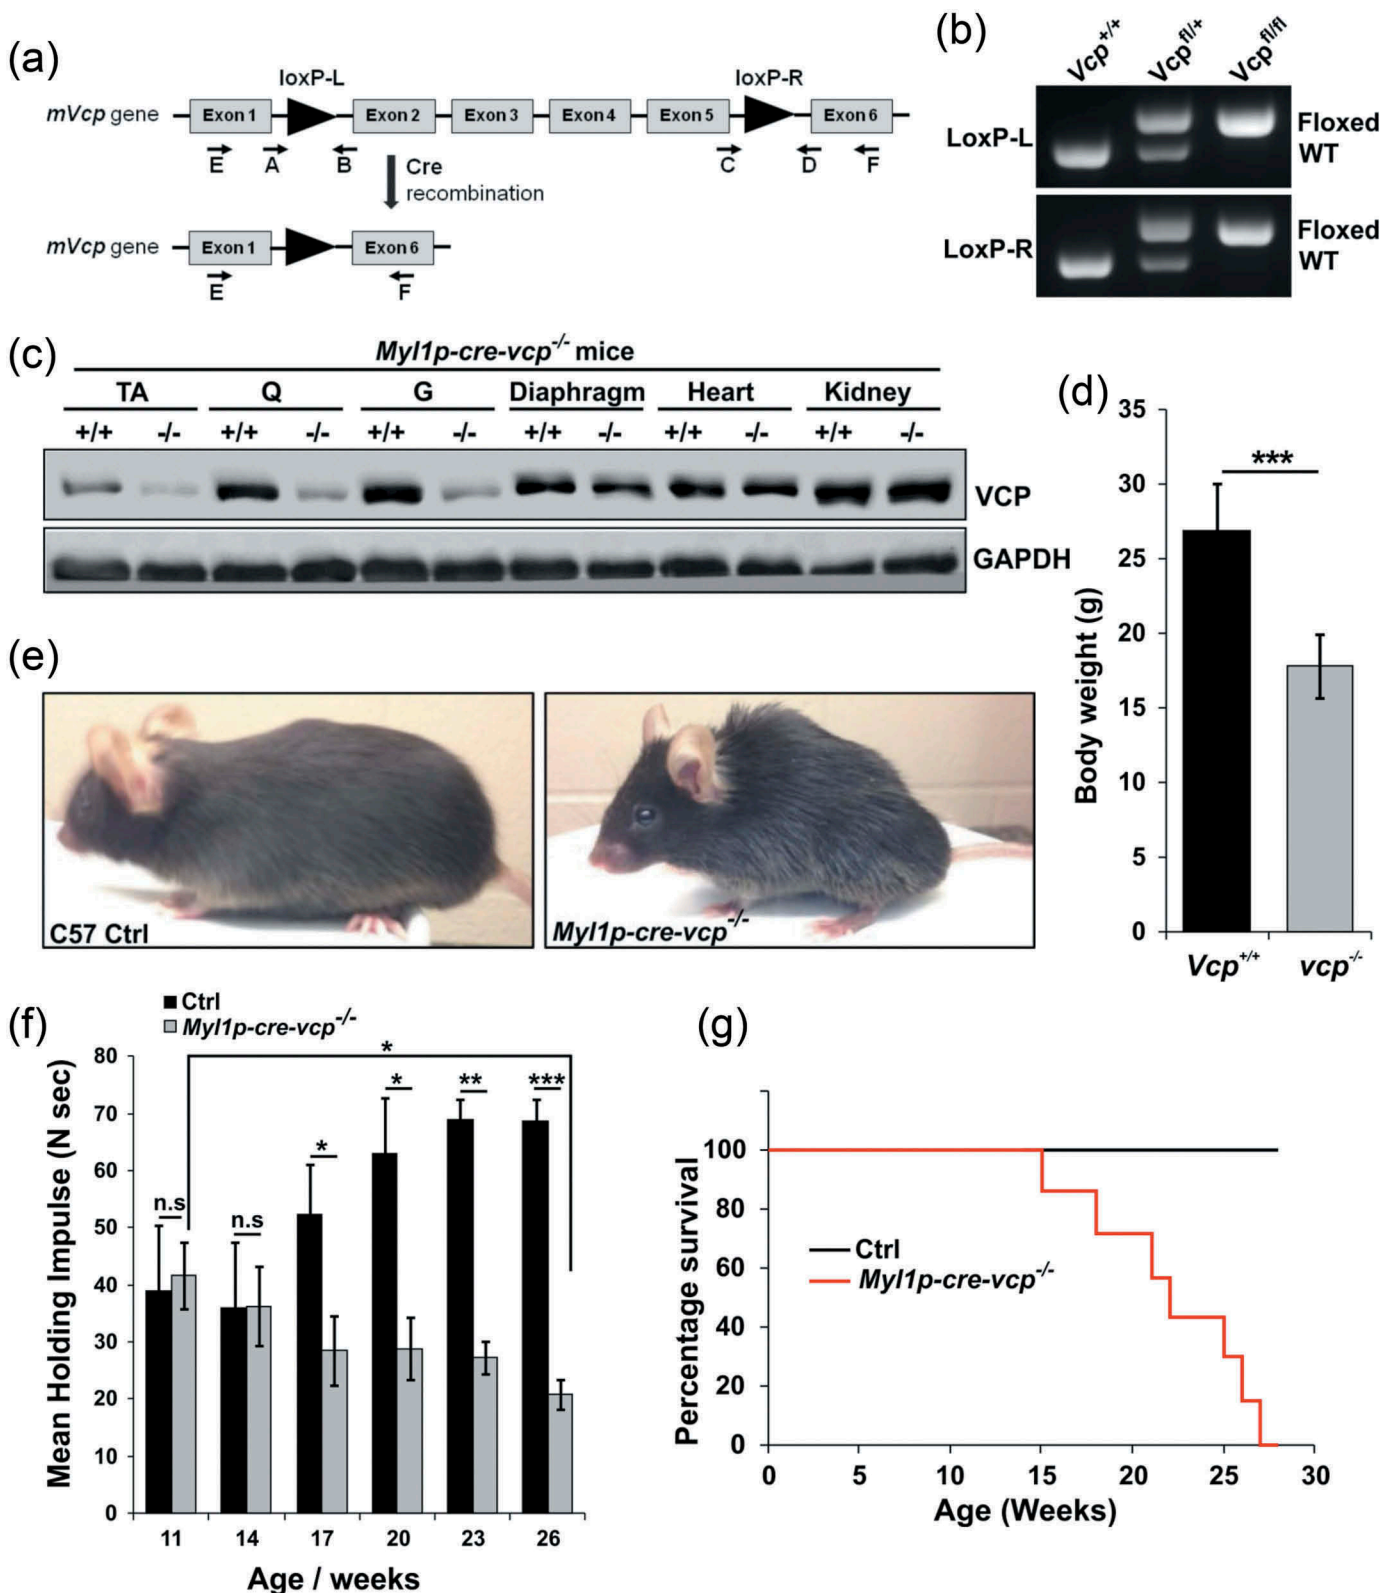 (a)
loxP-L loxP-R
mVcp gene Exon 1 Exon 2 Exon 3 Exon 4 Exon 5 Exon 6
E A B C D F
Cre
recombination
mVcp gene Exon 1 Exon 6
E F
(b)
Vcp+/+ Vcpfl/+ Vcpfl/fl
LoxP-L Floxed
WT
LoxP-R Floxed
WT
(c)
Myl1p-cre-vcp-/- mice
TA Q G Diaphragm Heart Kidney
+/+ -/- +/+ -/- +/+ -/- +/+ -/- +/+ -/- +/+ -/-
VCP
GAPDH
(d)
Body weight (g)
35
30
25
20
15
10
5
0
***
Vcp+/+ vcp-/-
(e)
C57 Ctrl
Myl1p-cre-vcp-/-
(f)
Ctrl
Myl1p-cre-vcp-/-
Mean Holding Impulse (N sec)
80
70
60
50
40
30
20
10
0
*
n.s n.s * * ** ***
11 14 17 20 23 26
Age / weeks
(g)
Percentage survival
100
80
60
40
20
0
Ctrl
Myl1p-cre-vcp-/-
0 5 10 15 20 25 30
Age (Weeks)